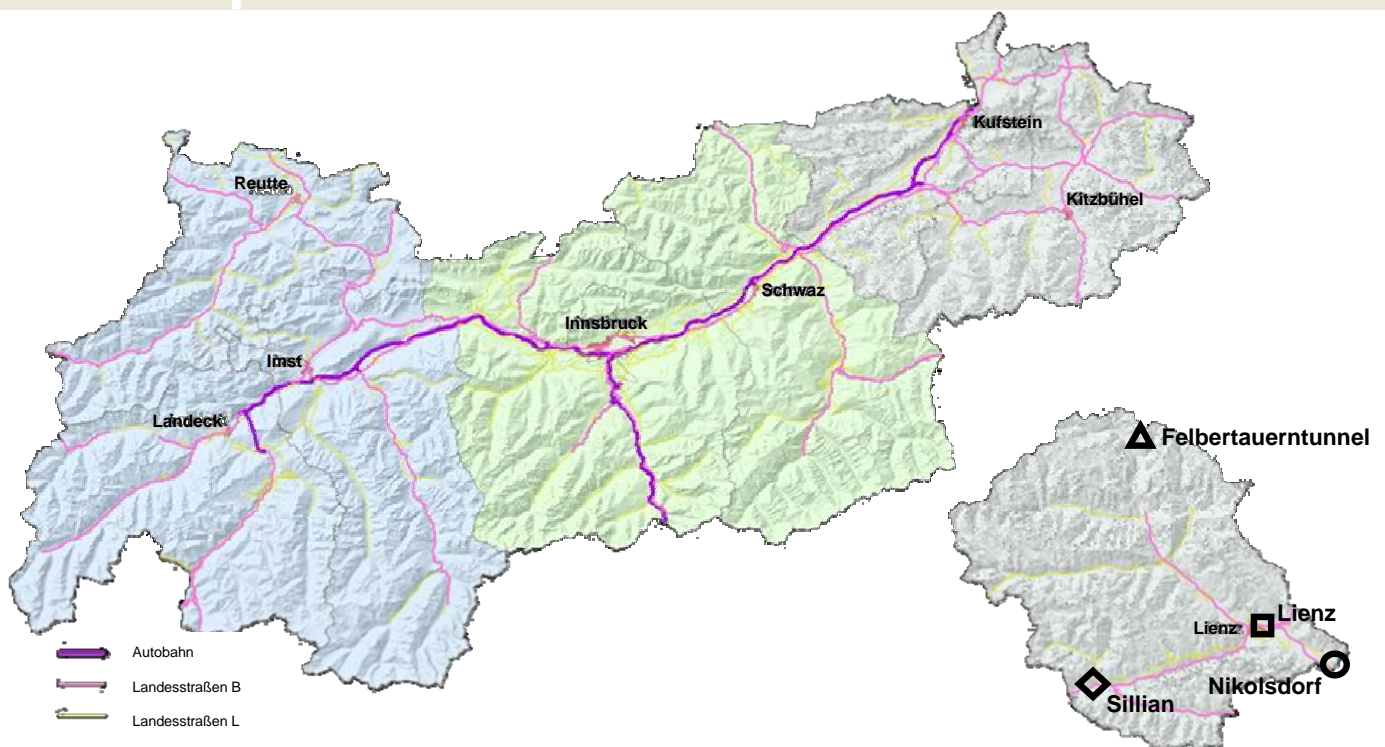 Kufstein
Reutte
Kitzbühel
Schwaz
Innsbruck
Imst
Landeck
Felbertauerntunnel
Lienz
Lienz
Nikolsdorf
Sillian
Autobahn
Landesstraßen B
Landesstraßen L